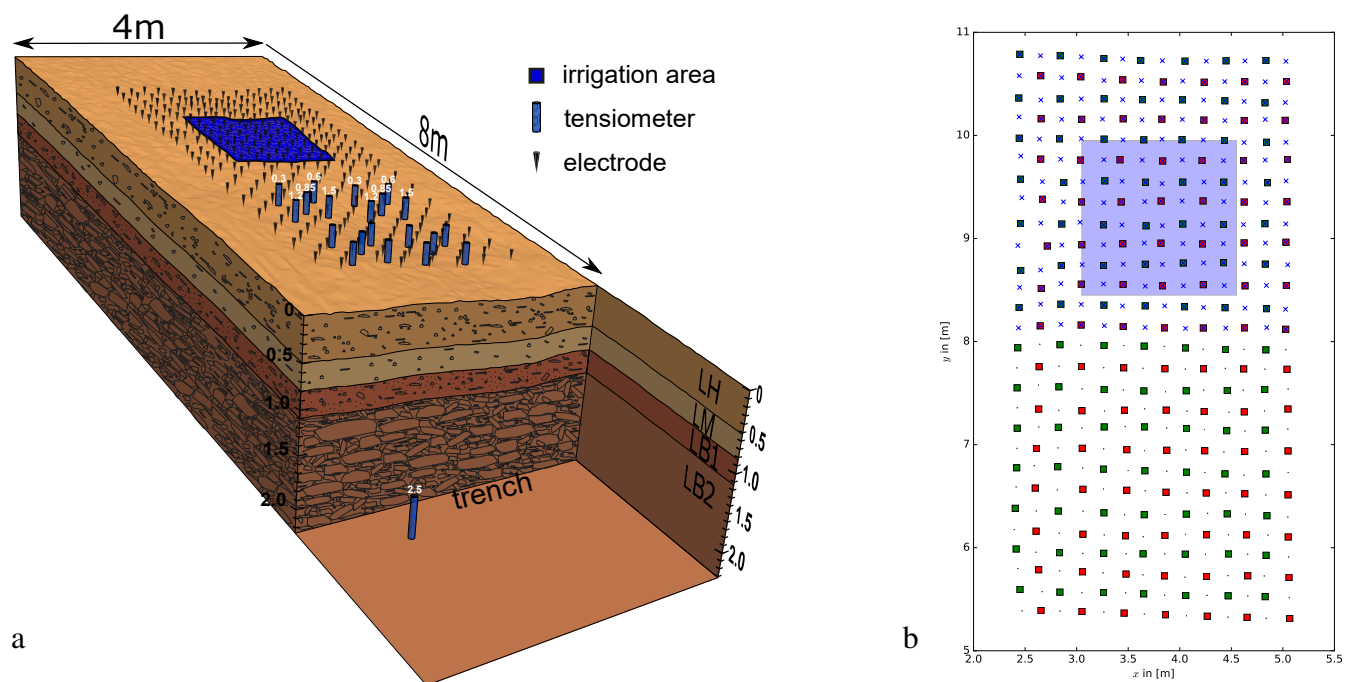 4m
8m
irrigation area
tensiometer
electrode
0.3
0.6
0.85
1.2
1.5
0.3
0.6
0.85
1.2
1.5
0
0.5
1.0
1.5
2.0
2.5
trench
LH
LM
LB1
LB2
0
0.5
1.0
1.5
2.0
a
b
11
10
9
8
7
6
5
y in [m]
2.0 2.5 3.0 3.5 4.0 4.5 5.0 5.5
x in [m]